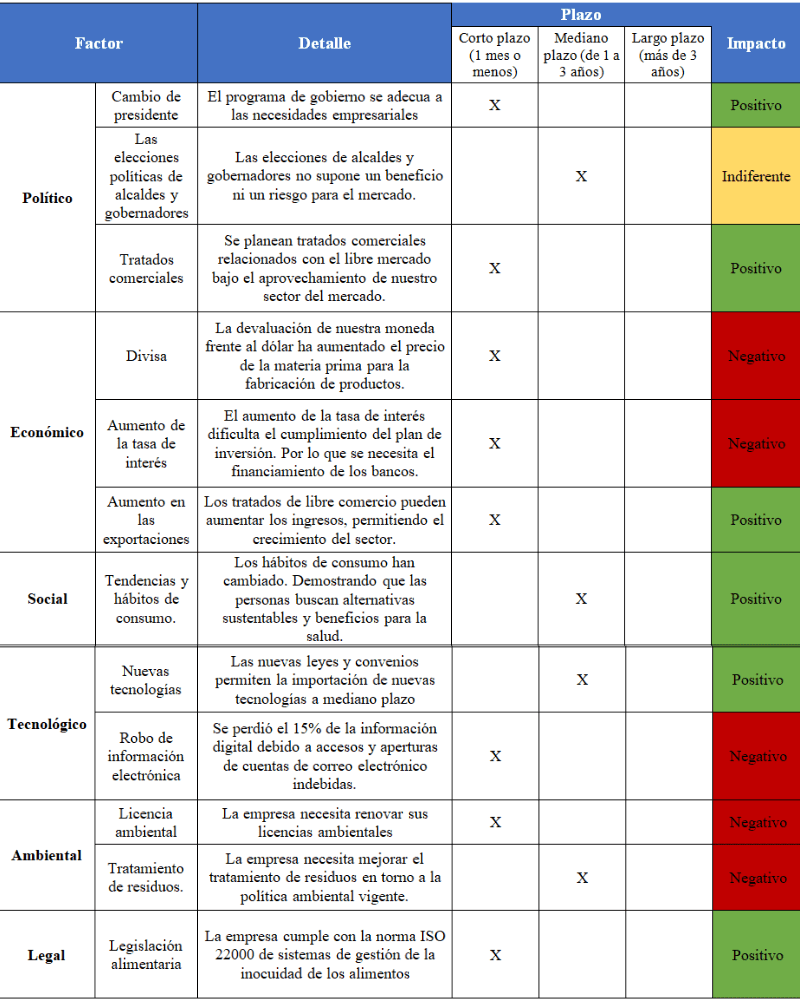 Factor
Detalle
Plazo
Impacto
Corto plazo
(1 mes o
menos)
Mediano
plazo (de 1 a
3 años)
Largo plazo
(más de 3
años)
Político
Cambio de
presidente
El programa de gobierno se adecua a
las necesidades empresariales
X
Positivo
Las
elecciones
políticas de
alcaldes y
gobernadores
Las elecciones de alcaldes y
gobernadores no supone un beneficio
ni un riesgo para el mercado.
X
Indiferente
Tratados
comerciales
Se planean tratados comerciales
relacionados con el libre mercado
bajo el aprovechamiento de nuestro
sector del mercado.
X
Positivo
Económico
Divisa
La devaluación de nuestra moneda
frente al dólar ha aumentado el precio
de la materia prima para la
fabricación de productos.
X
Negativo
Aumento de
la tasa de
interés
El aumento de la tasa de interés
dificulta el cumplimiento del plan de
inversión. Por lo que se necesita el
financiamiento de los bancos.
X
Negativo
Aumento en
las
exportaciones
Los tratados de libre comercio pueden
aumentar los ingresos, permitiendo el
crecimiento del sector.
X
Positivo
Social
Tendencias y
hábitos de
consumo.
Los hábitos de consumo han
cambiado. Demostrando que las
personas buscan alternativas
sustentables y beneficios para la
salud.
X
Positivo
Tecnológico
Nuevas
tecnologías
Las nuevas leyes y convenios
permiten la importación de nuevas
tecnologías a mediano plazo
X
Positivo
Robo de
información
electrónica
Se perdió el 15% de la información
digital debido a accesos y aperturas
de cuentas de correo electrónico
indebidas.
X
Negativo
Ambiental
Licencia
ambiental
La empresa necesita renovar sus
licencias ambientales
X
Negativo
Tratamiento
de residuos.
La empresa necesita mejorar el
tratamiento de residuos en torno a la
política ambiental vigente.
X
Negativo
Legal
Legislación
alimentaria
La empresa cumple con la norma ISO
22000 de sistemas de gestión de la
inocuidad de los alimentos
X
Positivo